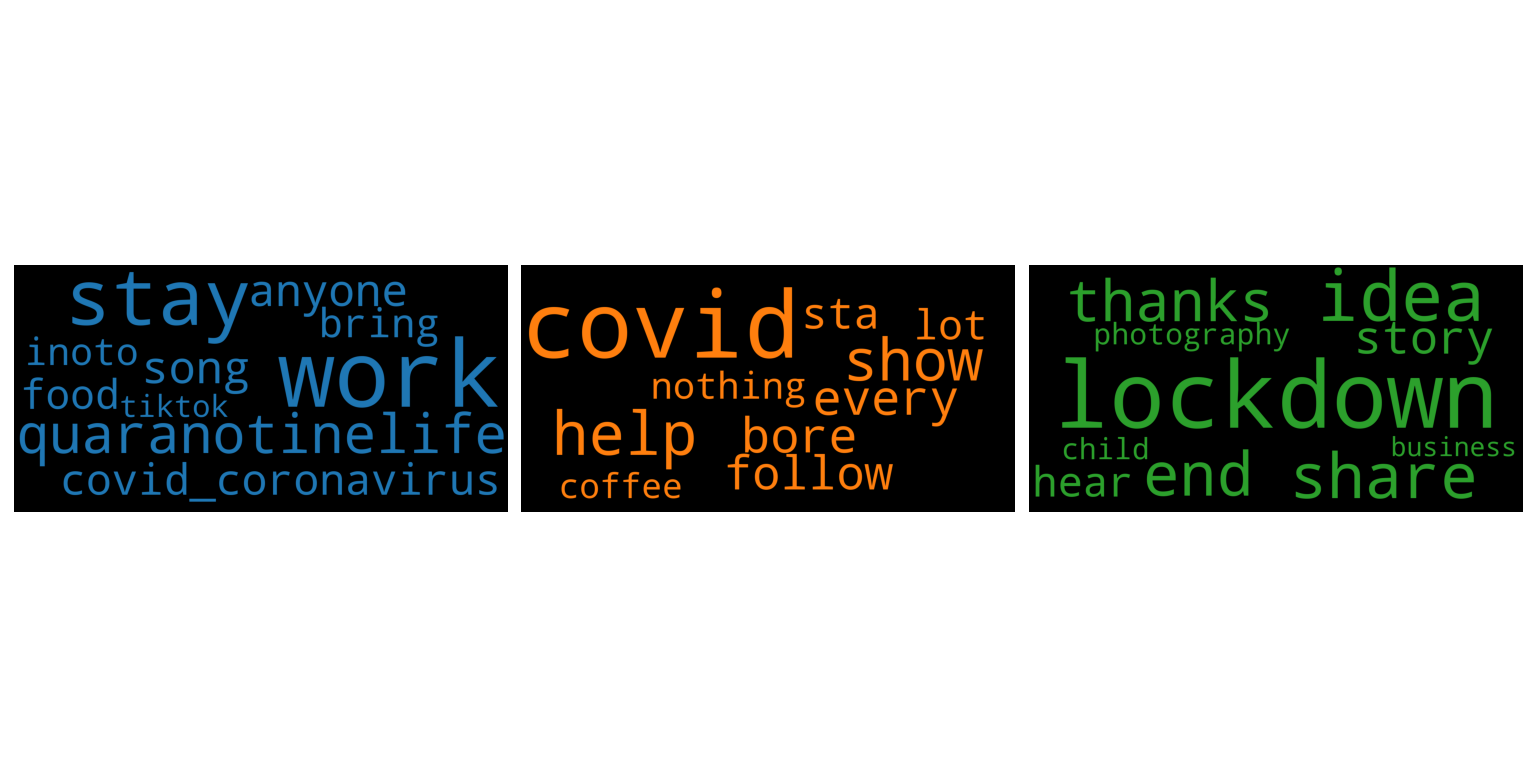 stay
anyone
bring
inoto
song
work
food
tiktok
quaranotinelife
covid_coronavirus
covid
sta
lot
show
nothing
every
help
bore
follow
coffee
thanks
idea
photography
story
lockdown
child
business
hear
end
share